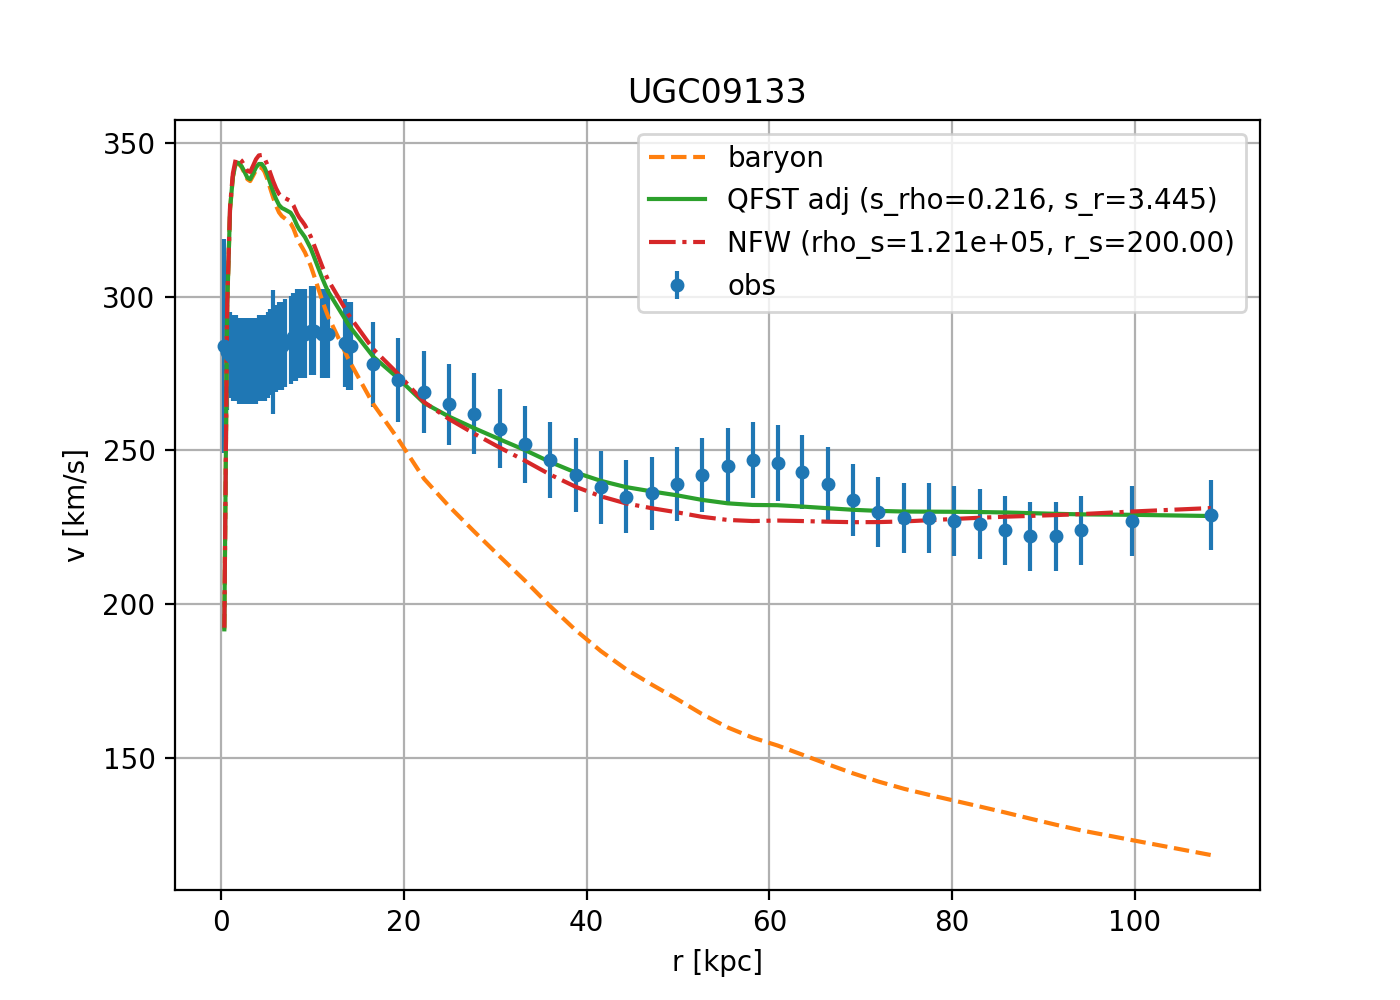 UGC09133
350
300
250
200
150
v [km/s]
baryon
QFST adj (s_rho=0.216, s_r=3.445)
NFW (rho_s=1.21e+05, r_s=200.00)
obs
0 20 40 60 80 100
r [kpc]